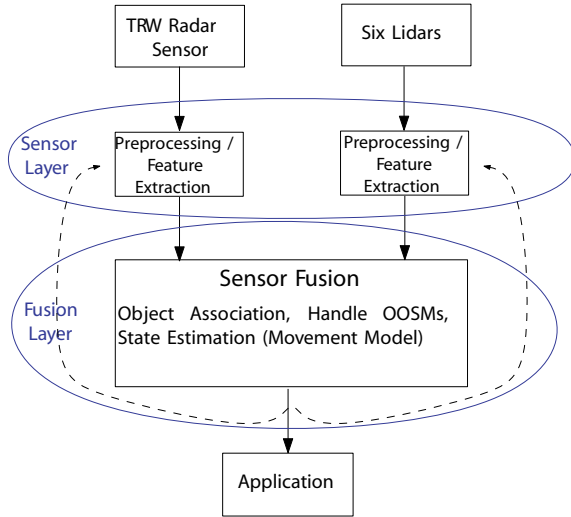 TRW Radar
Sensor
Six Lidars
Sensor
Layer
Preprocessing /
Feature
Extraction
Preprocessing /
Feature
Extraction
Fusion
Layer
Sensor Fusion
Object Association, Handle OOSMs,
State Estimation (Movement Model)
Application